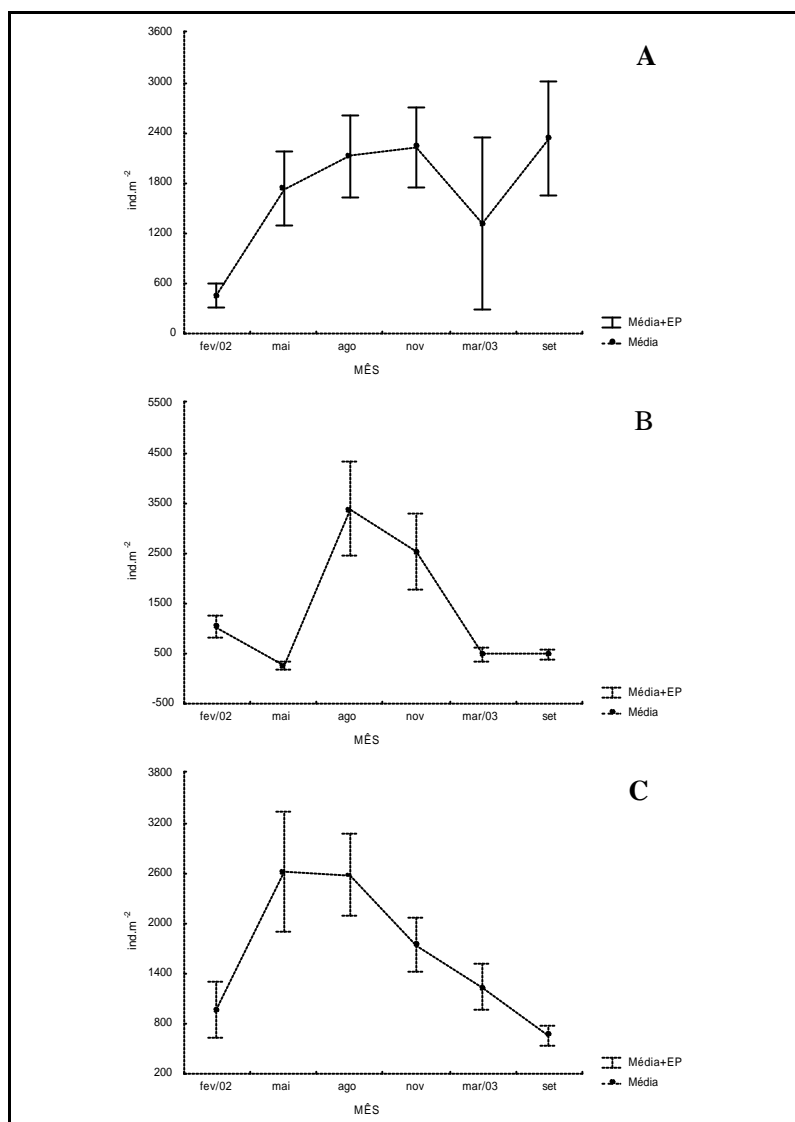 A
3600
3000
2400
1800
1200
600
0
ind.m-2
fev/02 mai ago nov mar/03 set
MÊS
Média+EP
Média
B
5500
4500
3500
2500
1500
500
-500
ind.m-2
fev/02 mai ago nov mar/03 set
MÊS
Média+EP
Média
C
3800
3200
2600
2000
1400
800
200
ind.m-2
fev/02 mai ago nov mar/03 set
MÊS
Média+EP
Média